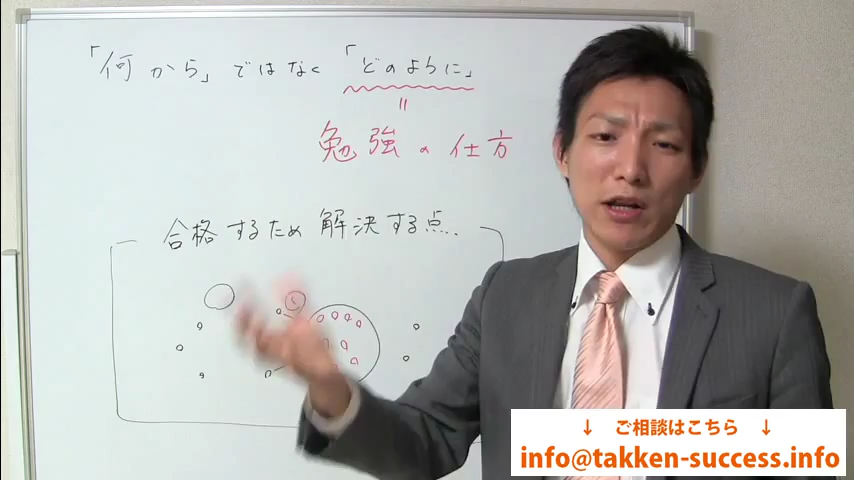 「何から」ではなく「どのように」
=
勉強の仕方
合格するため解決する点.
↓ ご相談はこちら ↓
info@takken-success.info